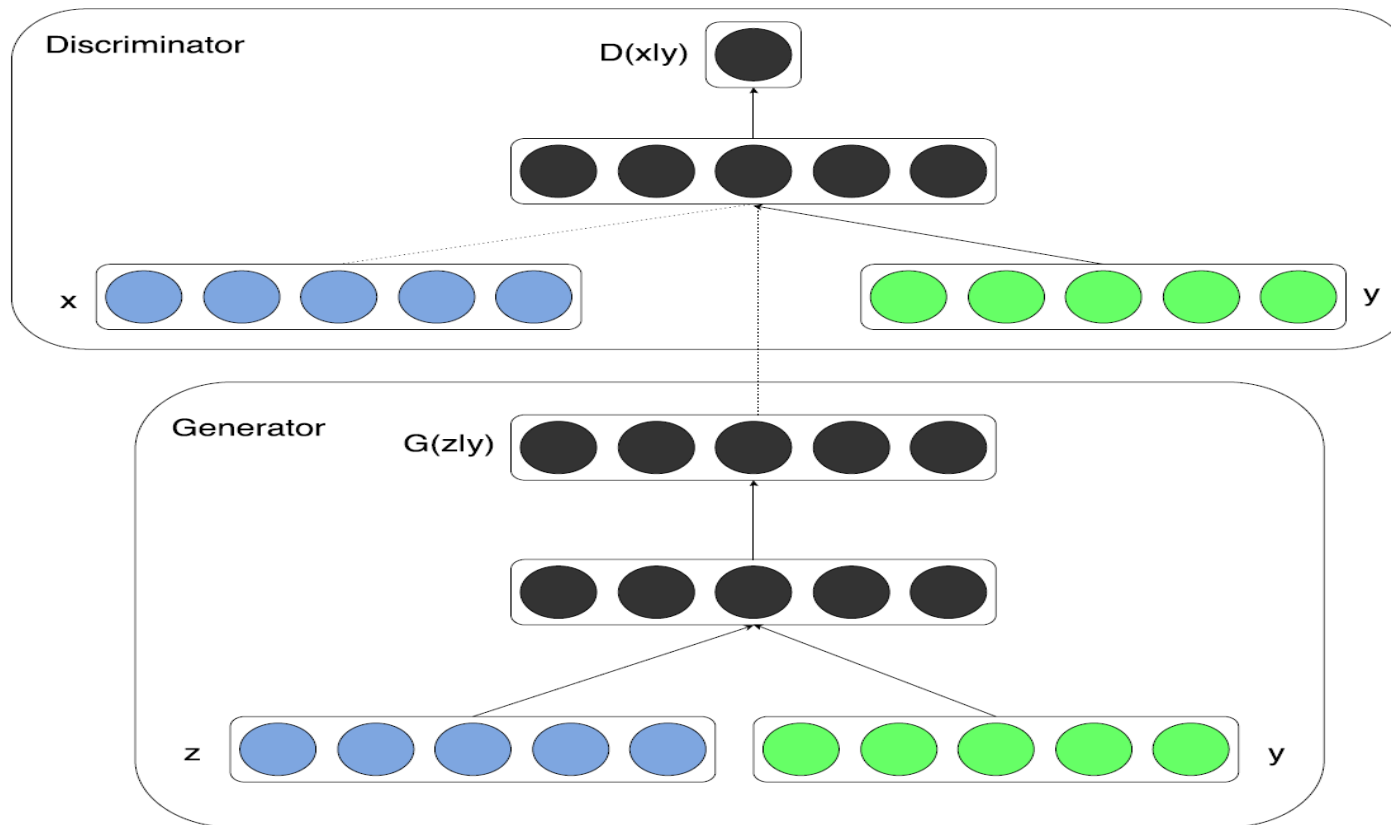 Discriminator
D(x|y)
x
y
Generator
G(z|y)
z
y